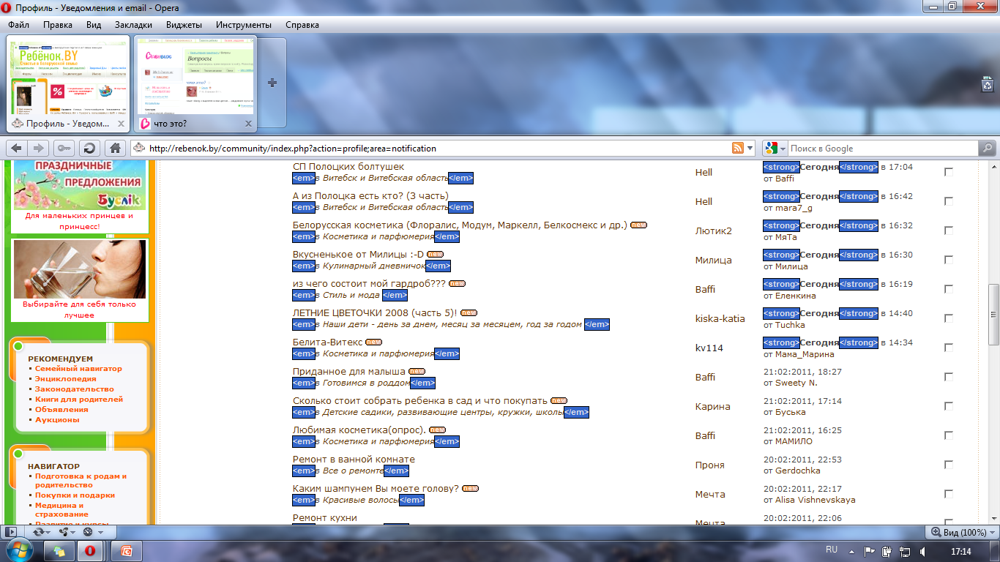 Профиль - Уведомления и email - Opera
Файл Правка Вид Закладки Виджеты Инструменты Справка
Ребёнок.BY
BABYBLOG
Вопросы
Профиль - Уведом...
что это?
http://rebenok.by/community/index.php?action=profile;area=notification
Поиск в Google
ПРАЗДНИЧНЫЕ
ПРЕДЛОЖЕНИЯ
Буслiк
Для маленьких принцев и
принцесс!
Выбирайте для себя только
лучшее
РЕКОМЕНДУЕМ
Семейный навигатор
Энциклопедия
Законодательство
Книги для родителей
Объявления
Аукционы
НАВИГАТОР
Подготовка к родам и
родительство
Покупки и подарки
Медицина и
страхование
Развитие и курсы
СП Полоцких болтушек
<em>в Витебск и Витебская область</em>
Hell
<strong>Сегодня</strong> в 17:04
от Baffi
А из Полоцка есть кто? (3 часть)
<em>в Витебск и Витебская область</em>
Hell
<strong>Сегодня</strong> в 16:42
от mara7_g
Белорусская косметика (Флоралис, Модум, Маркелл, Белкосмекс и др.) new
<em>в Косметика и парфюмерия</em>
Лютик2
<strong>Сегодня</strong> в 16:32
от МяТа
Вкусненькое от Милицы :-D new
<em>в Кулинарный дневничок</em>
Милица
<strong>Сегодня</strong> в 16:30
от Милица
из чего состоит мой гардроб??? new
<em>в Стиль и мода </em>
Baffi
<strong>Сегодня</strong> в 16:19
от Еленкина
ЛЕТНИЕ ЦВЕТОЧКИ 2008 (часть 5)! new
<em>в Наши дети - день за днем, месяц за месяцем, год за годом </em>
kiska-katia
<strong>Сегодня</strong> в 14:40
от Tuchka
Белита-Витекс new
<em>в Косметика и парфюмерия</em>
kv114
<strong>Сегодня</strong> в 14:34
от Мама_Марина
Приданное для малыша new
<em>в Готовимся в роддом</em>
Baffi
21:02:2011, 18:27
от Sweety N.
Сколько стоит собрать ребенка в сад и что покупать new
<em>в Детские садики, развивающие центры, кружки, школы</em>
Карина
21:02:2011, 17:14
от Буська
Любимая косметика(опрос). new
<em>в Косметика и парфюмерия</em>
Baffi
21:02:2011, 16:25
от МАМИЛО
Ремонт в ванной комнате
<em>в Все о ремонте</em>
Проня
20:02:2011, 22:53
от Gerdochka
Каким шампунем Вы моете голову? new
<em>в Красивые волосы</em>
Мечта
20:02:2011, 22:17
от Alisa Vishnevskaya
Ремонт кухни
Мечта
20:02:2011, 22:06
Вид (100%)
RU
17:14